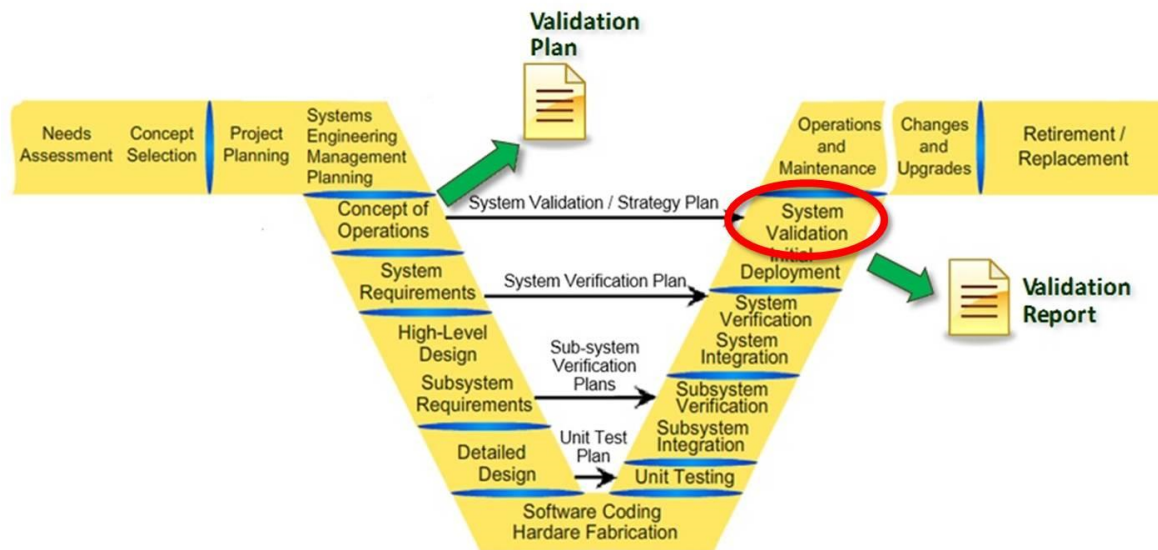 Validation
Plan
Needs
Assessment
Concept
Selection
Project
Planning
Systems
Engineering
Management
Planning
Operations
and
Maintenance
Changes
and
Upgrades
Retirement /
Replacement
Concept of
Operations
System Validation / Strategy Plan
System
Validation
Initial
Deployment
Validation
Report
System
Requirements
System Verification Plan
System
Verification
System
Integration
High-Level
Design
Subsystem
Requirements
Sub-system
Verification
Plans
Subsystem
Verification
Subsystem
Integration
Detailed
Design
Unit Test
Plan
Unit Testing
Software Coding
Hardare Fabrication